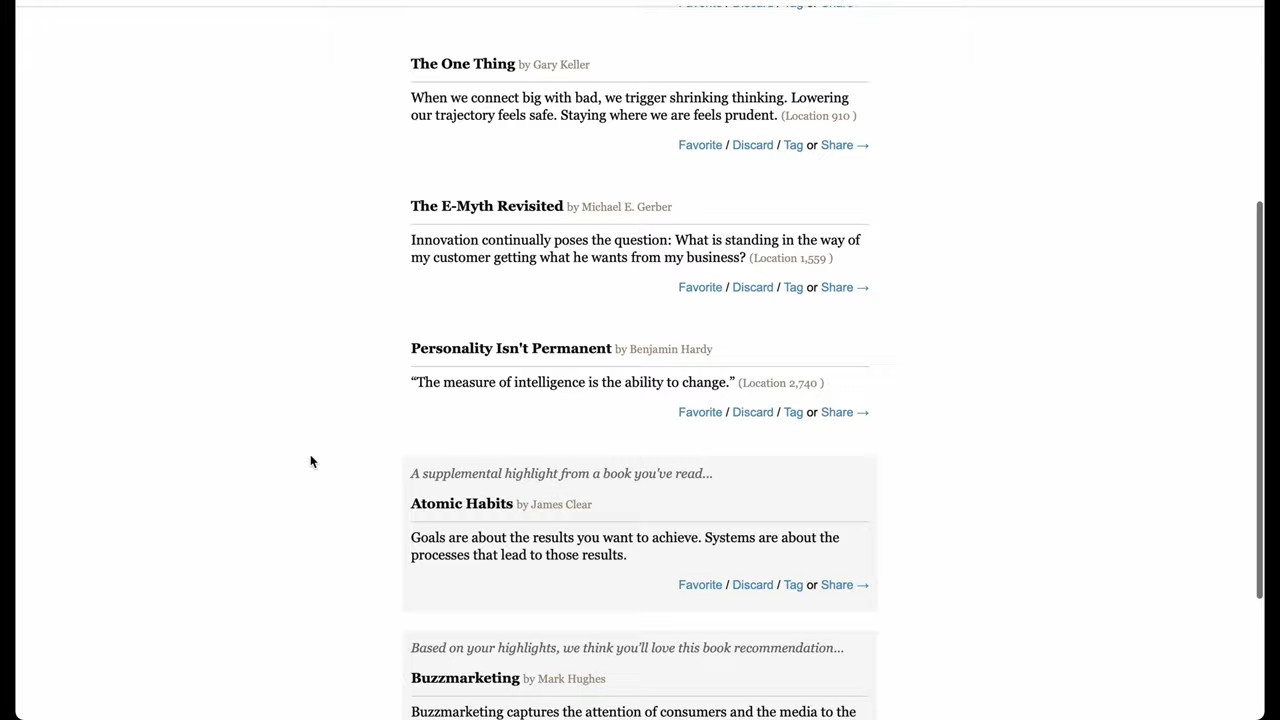 Favorite / Discard / Tag or Share →
The One Thing by Gary Keller
When we connect big with bad, we trigger shrinking thinking. Lowering
our trajectory feels safe. Staying where we are feels prudent. (Location 910 )
Favorite / Discard / Tag or Share →
The E-Myth Revisited by Michael E. Gerber
Innovation continually poses the question: What is standing in the way of
my customer getting what he wants from my business? (Location 1,559 )
Favorite / Discard / Tag or Share →
Personality Isn't Permanent by Benjamin Hardy
“The measure of intelligence is the ability to change.” (Location 2,740 )
Favorite / Discard / Tag or Share →
A supplemental highlight from a book you've read...
Atomic Habits by James Clear
Goals are about the results you want to achieve. Systems are about the
processes that lead to those results.
Favorite / Discard / Tag or Share →
Based on your highlights, we think you'll love this book recommendation...
Buzzmarketing by Mark Hughes
Buzzmarketing captures the attention of consumers and the media to the